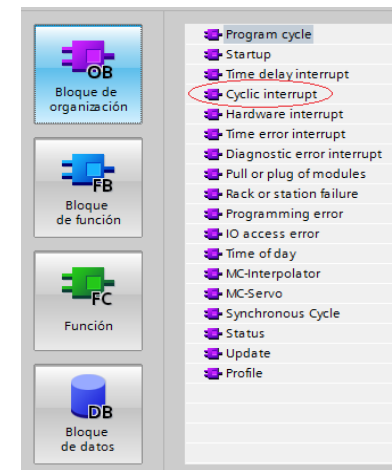 OB
Bloque de
organización
FB
Bloque
de función
FC
Función
DB
Bloque
de datos
Program cycle
Startup
Time delay interrupt
Cyclic interrupt
Hardware interrupt
Time error interrupt
Diagnostic error interrupt
Pull or plug of modules
Rack or station failure
Programming error
IO access error
Time of day
MC-Interpolator
MC-Servo
Synchronous Cycle
Status
Update
Profile